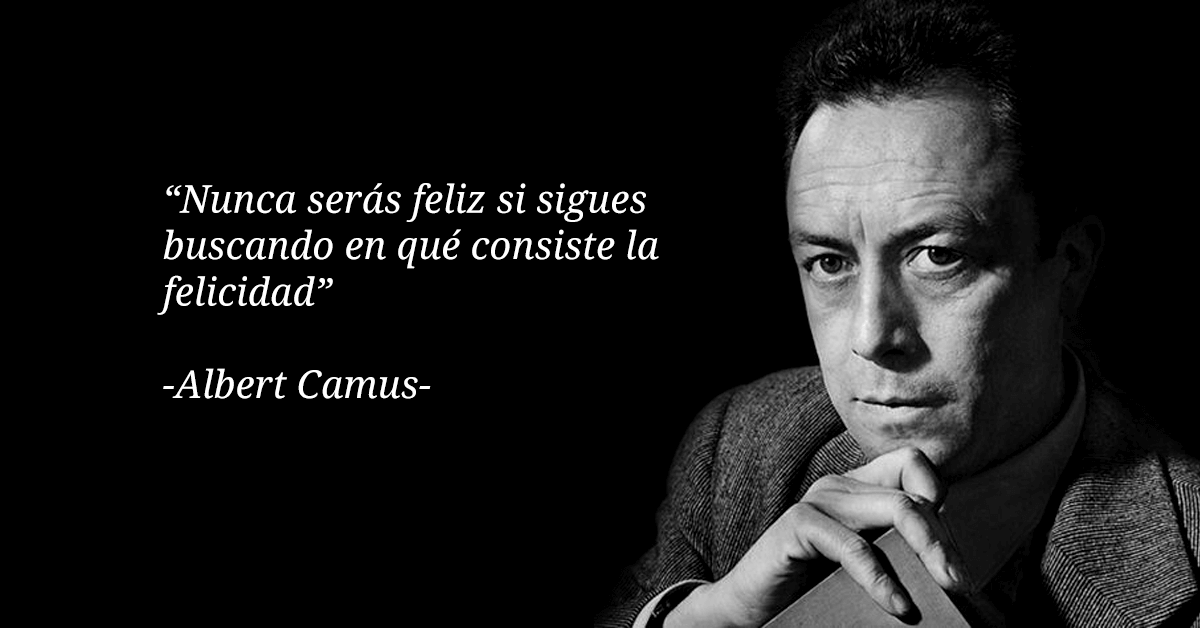 “Nunca serás feliz si sigues
buscando en qué consiste la
felicidad”
-Albert Camus-